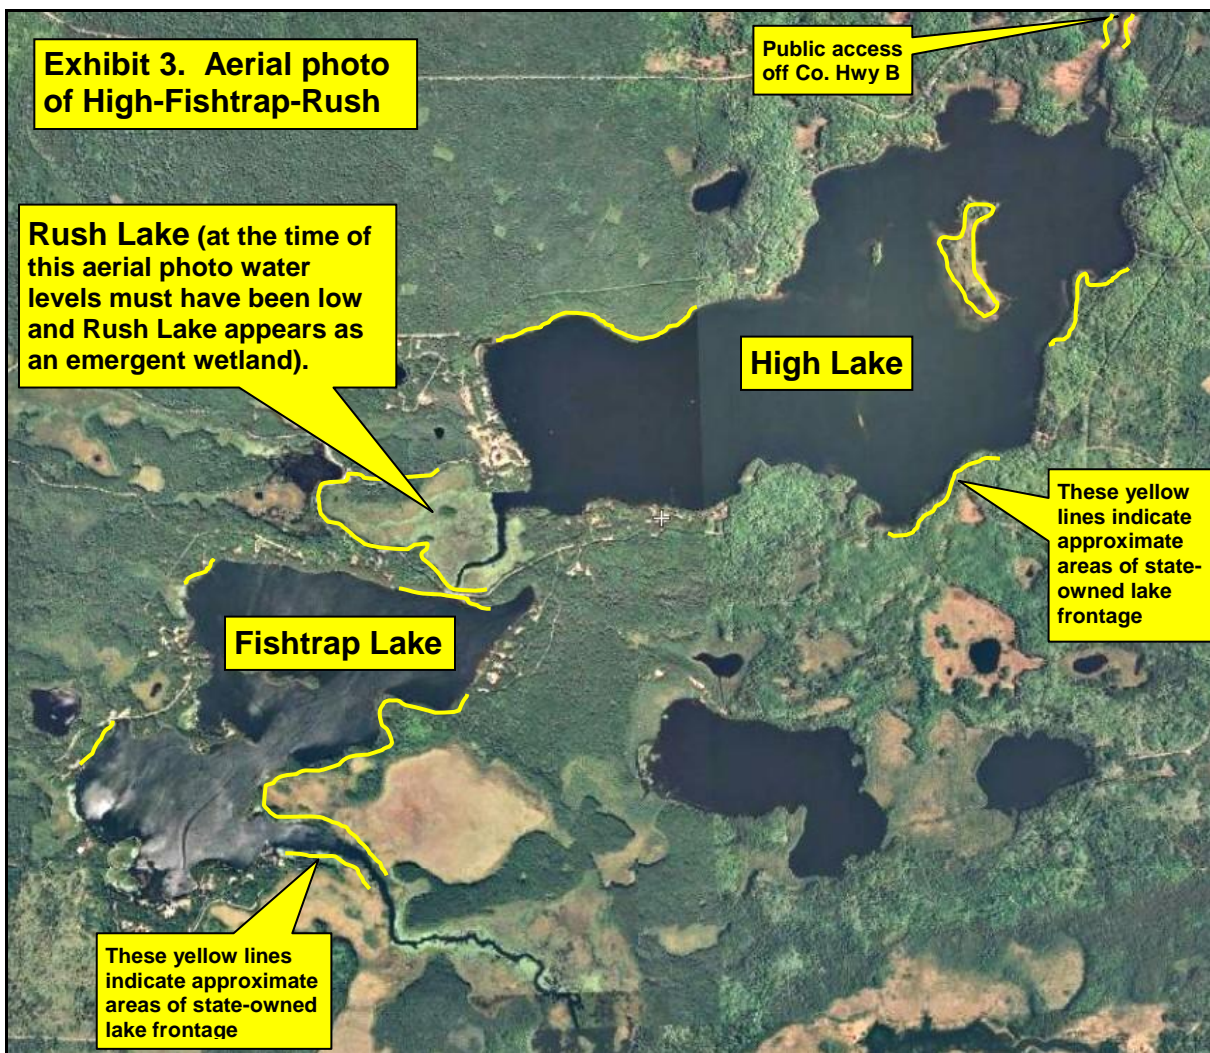 Exhibit 3. Aerial photo
of High-Fishtrap-Rush
Public access
off Co. Hwy B
Rush Lake (at the time of
this aerial photo water
levels must have been low
and Rush Lake appears as
an emergent wetland).
High Lake
These yellow
lines indicate
approximate
areas of state-
owned lake
frontage
Fishtrap Lake
These yellow lines
indicate approximate
areas of state-owned
lake frontage